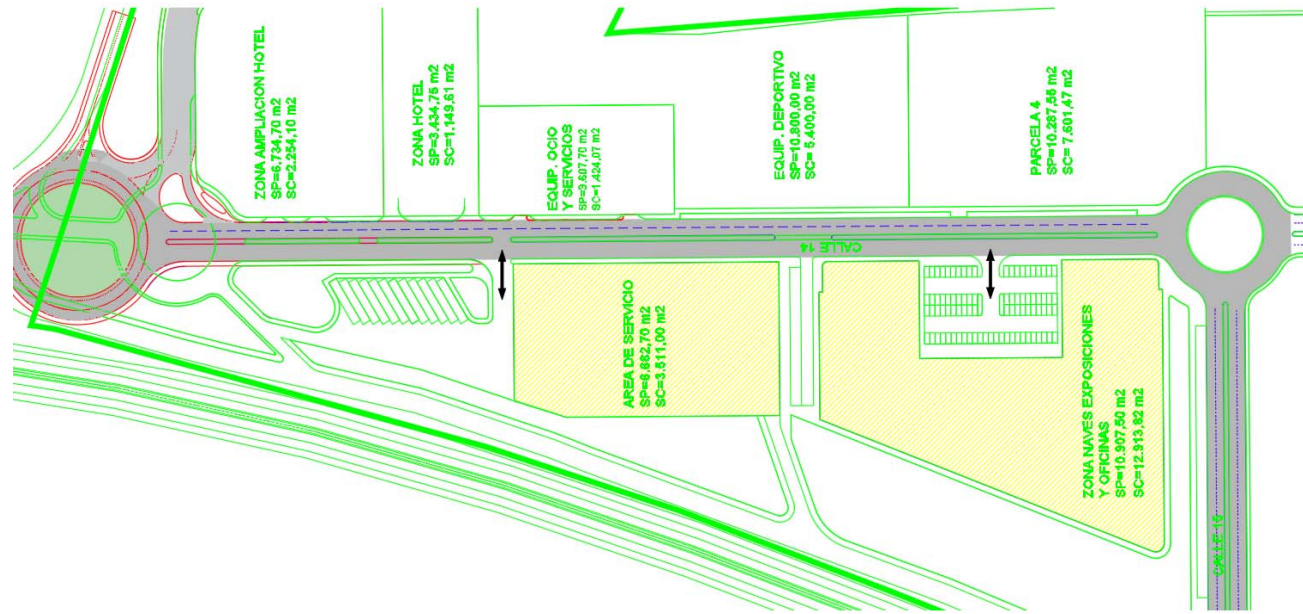 ZONA AMPLIACION HOTEL
SP=6.734,70 m2
SC=2.254,10 m2
ZONA HOTEL
SP=3.434,75 m2
SC=1.149,61 m2
EQUIP. OCIO
Y SERVICIOS
SP=3.607,70 m2
SC=1.424,07 m2
EQUIP. DEPORTIVO
SP=10.800,00 m2
SC= 5.400,00 m2
PARCELA 4
SP=10.287,55 m2
SC= 7.601,47 m2
CALLE 14
AREA DE SERVICIO
SP=6.662,70 m2
SC=3.511,00 m2
ZONA NAVES EXPOSICIONES
Y OFICINAS
SP=10.907,50 m2
SC=12.913,82 m2
CALLE 15